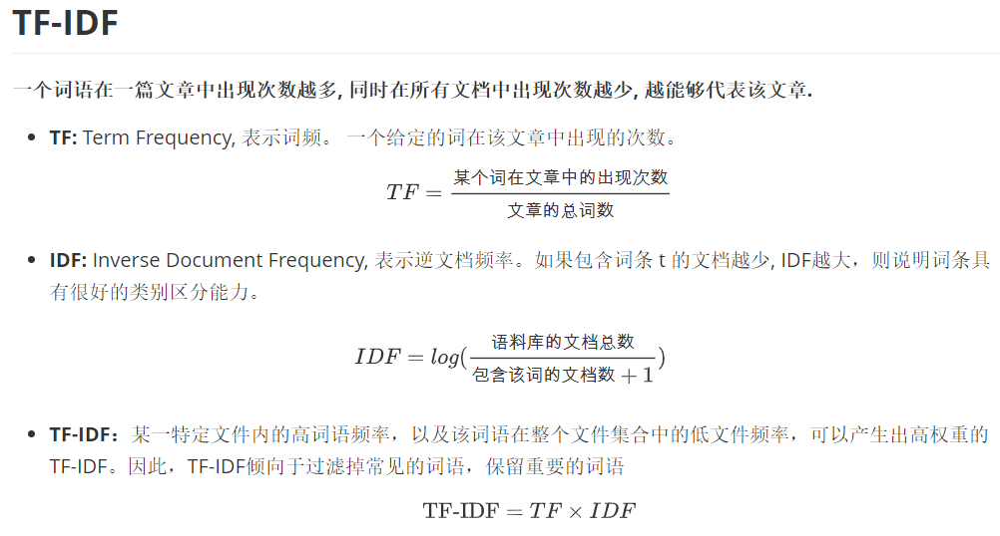 TF-IDF
一个词语在一篇文章中出现次数越多, 同时在所有文档中出现次数越少, 越能够代表该文章.
• TF: Term Frequency, 表示词频。 一个给定的词在该文章中出现的次数。
TF = 某个词在文章中的出现次数
文章的总词数
• IDF: Inverse Document Frequency, 表示逆文档频率。如果包含词条 t 的文档越少, IDF越大，则说明词条具
有很好的类别区分能力。
IDF = log( 语料库的文档总数
包含该词的文档数 + 1 )
• TF-IDF：某一特定文件内的高词语频率，以及该词语在整个文件集合中的低文件频率，可以产生出高权重的
TF-IDF。因此，TF-IDF倾向于过滤掉常见的词语，保留重要的词语
TF-IDF = TF × IDF